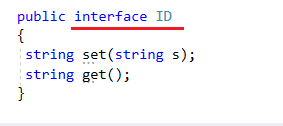 public interface ID
{
string set(string s);
string get();
}